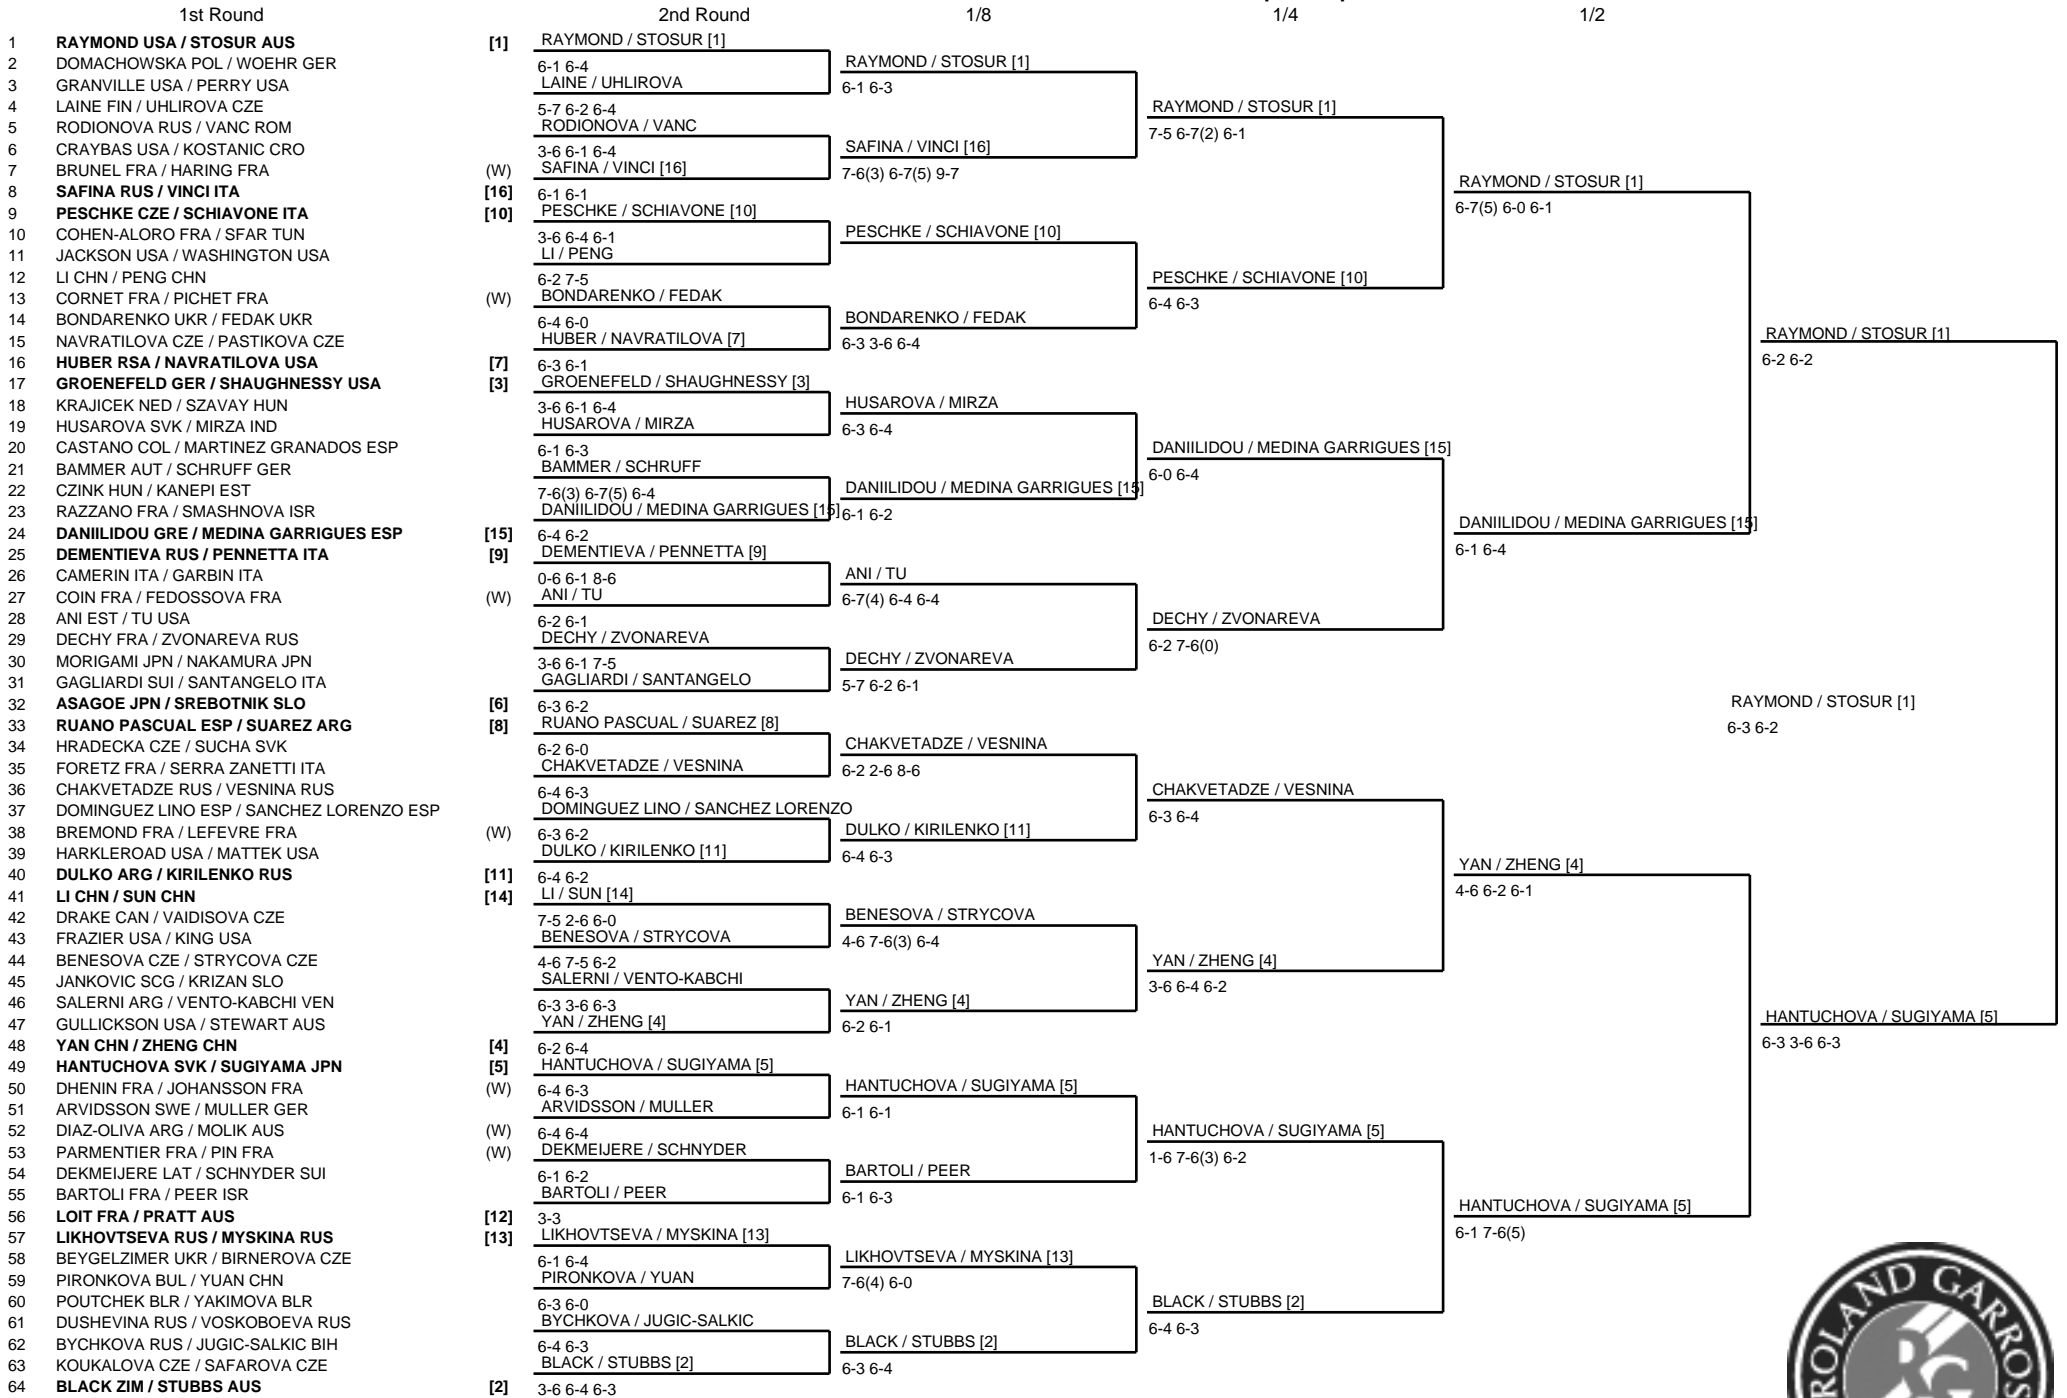 1st Round 2nd Round 1/8 1/4 1/2
1 RAYMOND USA / STOSUR AUS [1]
2 DOMACHOWSKA POL / WOEHR GER
3 GRANVILLE USA / PERRY USA
4 LAINE FIN / UHLIROVA CZE
5 RODIONOVA RUS / VANC ROM
6 CRAYBAS USA / KOSTANIC CRO
7 BRUNEL FRA / HARING FRA (W)
8 SAFINA RUS / VINCI ITA [16]
9 PESCHKE CZE / SCHIAVONE ITA [10]
10 COHEN-ALORO FRA / SFAR TUN
11 JACKSON USA / WASHINGTON USA
12 LI CHN / PENG CHN
13 CORNET FRA / PICHET FRA (W)
14 BONDARENKO UKR / FEDAK UKR
15 NAVRATILOVA CZE / PASTIKOVA CZE
16 HUBER RSA / NAVRATILOVA USA [7]
17 GROENEFELD GER / SHAUGHNESSY USA [3]
18 KRAJICEK NED / SZAVAY HUN
19 HUSAROVA SVK / MIRZA IND
20 CASTANO COL / MARTINEZ GRANADOS ESP
21 BAMMER AUT / SCHRUFF GER
22 CZINK HUN / KANEPI EST
23 RAZZANO FRA / SMASHNOVA ISR
24 DANIILIDOU GRE / MEDINA GARRIGUES ESP [15]
25 DEMENTIEVA RUS / PENNETTA ITA [9]
26 CAMERIN ITA / GARBIN ITA
27 COIN FRA / FEDOSSOVA FRA (W)
28 ANI EST / TU USA
29 DECHY FRA / ZVONAREVA RUS
30 MORIGAMI JPN / NAKAMURA JPN
31 GAGLIARDI SUI / SANTANGELO ITA
32 ASAGOE JPN / SREBOTNIK SLO [6]
33 RUANO PASCUAL ESP / SUAREZ ARG [8]
34 HRADECKA CZE / SUCHA SVK
35 FORETZ FRA / SERRA ZANETTI ITA
36 CHAKVETADZE RUS / VESNINA RUS
37 DOMINGUEZ LINO ESP / SANCHEZ LORENZO ESP
38 BREMOND FRA / LEFEVRE FRA (W)
39 HARKLEROAD USA / MATTEK USA
40 DULKO ARG / KIRILENKO RUS [11]
41 LI CHN / SUN CHN [14]
42 DRAKE CAN / VAIDISOVA CZE
43 FRAZIER USA / KING USA
44 BENESOVA CZE / STRYCOVA CZE
45 JANKOVIC SCG / KRIZAN SLO
46 SALERNI ARG / VENTO-KABCHI VEN
47 GULLICKSON USA / STEWART AUS
48 YAN CHN / ZHENG CHN [4]
49 HANTUCHOVA SVK / SUGIYAMA JPN [5]
50 DHENIN FRA / JOHANSSON FRA (W)
51 ARVIDSSON SWE / MULLER GER
52 DIAZ-OLIVA ARG / MOLIK AUS (W)
53 PARMENTIER FRA / PIN FRA (W)
54 DEKMEIJERE LAT / SCHNYDER SUI
55 BARTOLI FRA / PEER ISR
56 LOIT FRA / PRATT AUS [12]
57 LIKHOVTSEVA RUS / MYSKINA RUS [13]
58 BEYGELZIMER UKR / BIRNEROVA CZE
59 PIRONKOVA BUL / YUAN CHN
60 POUTCHEK BLR / YAKIMOVA BLR
61 DUSHEVINA RUS / VOSKOBOEVA RUS
62 BYCHKOVA RUS / JUGIC-SALKIC BIH
63 KOUKALOVA CZE / SAFAROVA CZE
64 BLACK ZIM / STUBBS AUS [2]
RAYMOND / STOSUR [1]
6-1 6-4
LAINE / UHLIROVA
5-7 6-2 6-4
RODIONOVA / VANC
3-6 6-1 6-4
SAFINA / VINCI [16]
6-1 6-1
PESCHKE / SCHIAVONE [10]
3-6 6-4 6-1
LI / PENG
6-2 7-5
BONDARENKO / FEDAK
6-4 6-0
HUBER / NAVRATILOVA [7]
6-3 6-1
GROENEFELD / SHAUGHNESSY [3]
3-6 6-1 6-4
HUSAROVA / MIRZA
6-1 6-3
BAMMER / SCHRUFF
7-6(3) 6-7(5) 6-4
DANIILIDOU / MEDINA GARRIGUES [15]
6-4 6-2
DEMENTIEVA / PENNETTA [9]
0-6 6-1 8-6
ANI / TU
6-2 6-1
DECHY / ZVONAREVA
3-6 6-1 7-5
GAGLIARDI / SANTANGELO
6-3 6-2
RUANO PASCUAL / SUAREZ [8]
6-2 6-0
CHAKVETADZE / VESNINA
6-4 6-3
DOMINGUEZ LINO / SANCHEZ LORENZO
6-3 6-2
DULKO / KIRILENKO [11]
6-4 6-2
LI / SUN [14]
7-5 2-6 6-0
BENESOVA / STRYCOVA
4-6 7-5 6-2
SALERNI / VENTO-KABCHI
6-3 3-6 6-3
YAN / ZHENG [4]
6-2 6-4
HANTUCHOVA / SUGIYAMA [5]
6-4 6-3
ARVIDSSON / MULLER
6-4 6-4
DEKMEIJERE / SCHNYDER
6-1 6-2
BARTOLI / PEER
3-3
LIKHOVTSEVA / MYSKINA [13]
6-1 6-4
PIRONKOVA / YUAN
6-3 6-0
BYCHKOVA / JUGIC-SALKIC
6-4 6-3
BLACK / STUBBS [2]
3-6 6-4 6-3
RAYMOND / STOSUR [1]
6-1 6-3
SAFINA / VINCI [16]
7-6(3) 6-7(5) 9-7
PESCHKE / SCHIAVONE [10]
BONDARENKO / FEDAK
6-3 3-6 6-4
HUSAROVA / MIRZA
6-3 6-4
DANIILIDOU / MEDINA GARRIGUES [15]
6-1 6-2
ANI / TU
6-7(4) 6-4 6-4
DECHY / ZVONAREVA
5-7 6-2 6-1
CHAKVETADZE / VESNINA
6-2 2-6 8-6
DULKO / KIRILENKO [11]
6-4 6-3
BENESOVA / STRYCOVA
4-6 7-6(3) 6-4
YAN / ZHENG [4]
6-2 6-1
HANTUCHOVA / SUGIYAMA [5]
6-1 6-1
BARTOLI / PEER
6-1 6-3
LIKHOVTSEVA / MYSKINA [13]
7-6(4) 6-0
BLACK / STUBBS [2]
6-3 6-4
RAYMOND / STOSUR [1]
7-5 6-7(2) 6-1
PESCHKE / SCHIAVONE [10]
6-4 6-3
DANIILIDOU / MEDINA GARRIGUES [15]
6-0 6-4
DECHY / ZVONAREVA
6-2 7-6(0)
CHAKVETADZE / VESNINA
6-3 6-4
YAN / ZHENG [4]
3-6 6-4 6-2
HANTUCHOVA / SUGIYAMA [5]
1-6 7-6(3) 6-2
BLACK / STUBBS [2]
6-4 6-3
RAYMOND / STOSUR [1]
6-7(5) 6-0 6-1
DANIILIDOU / MEDINA GARRIGUES [15]
6-1 6-4
YAN / ZHENG [4]
4-6 6-2 6-1
HANTUCHOVA / SUGIYAMA [5]
6-1 7-6(5)
RAYMOND / STOSUR [1]
6-2 6-2
HANTUCHOVA / SUGIYAMA [5]
6-3 3-6 6-3
RAYMOND / STOSUR [1]
6-3 6-2
ROLAND GARROS
RG